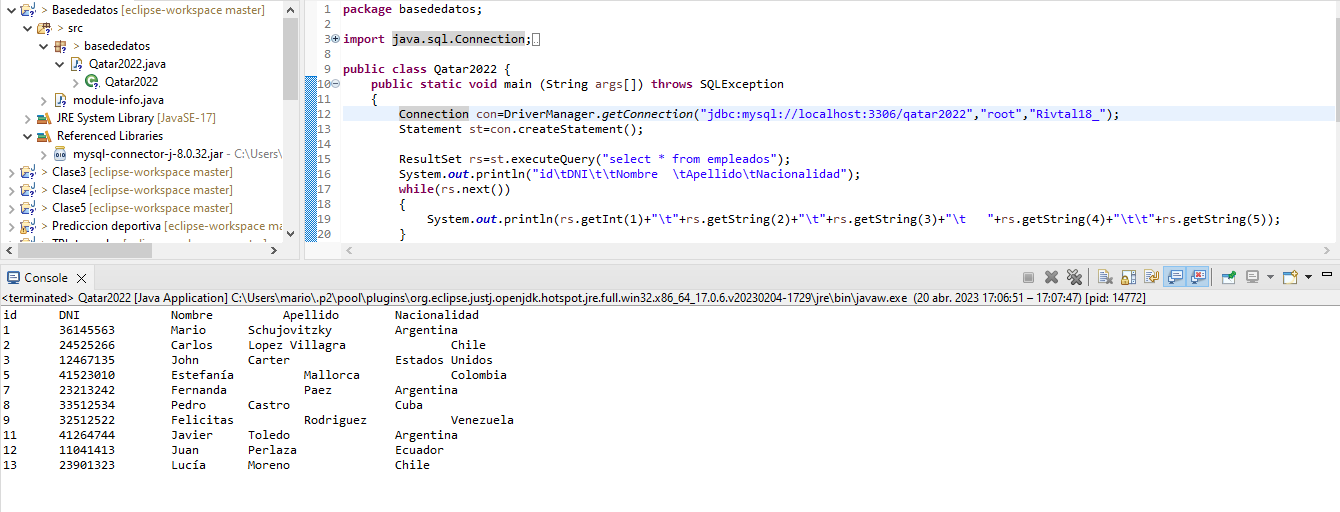 Basededatos [eclipse-workspace master]
> src
> basededatos
Qatar2022.java
Qatar2022
module-info.java
JRE System Library [JavaSE-17]
Referenced Libraries
mysql-connector-j-8.0.32.jar - C:\Users\
Clase3 [eclipse-workspace master]
Clase4 [eclipse-workspace master]
Clase5 [eclipse-workspace master]
Prediccion deportiva [eclipse-workspace ma
1 package basededatos;
2
3 import java.sql.Connection;
8
9 public class Qatar2022 {
10 public static void main (String args[]) throws SQLException
11 {
12 Connection con=DriverManager.getConnection("jdbc:mysql://localhost:3306/qatar2022","root","Rivtal18_");
13 Statement st=con.createStatement();
14
15 ResultSet rs=st.executeQuery("select * from empleados");
16 System.out.println("id\tDNI\t\tNombre  \tApellido\tNacionalidad");
17 while(rs.next())
18 {
19 System.out.println(rs.getInt(1)+"\t"+rs.getString(2)+"\t"+rs.getString(3)+"\t   "+rs.getString(4)+"\t\t"+rs.getString(5));
20 }
Console
<terminated> Qatar2022 [Java Application] C:\Users\mario\.p2\pool\plugins\org.eclipse.justj.openjdk.hotspot.jre.full.win32.x86_64_17.0.6.v20230204-1729\jre\bin\javaw.exe (20 abr. 2023 17:06:51 – 17:07:47) [pid: 14772]
id DNI Nombre Apellido Nacionalidad
1 36145563 Mario Schujovitzky Argentina
2 24525266 Carlos Lopez Villagra Chile
3 12467135 John Carter Estados Unidos
5 41523010 Estefanía Mallorca Colombia
7 23213242 Fernanda Paez Argentina
8 33512534 Pedro Castro Cuba
9 32512522 Felicitas Rodriguez Venezuela
11 41264744 Javier Toledo Argentina
12 11041413 Juan Perlaza Ecuador
13 23901323 Lucía Moreno Chile